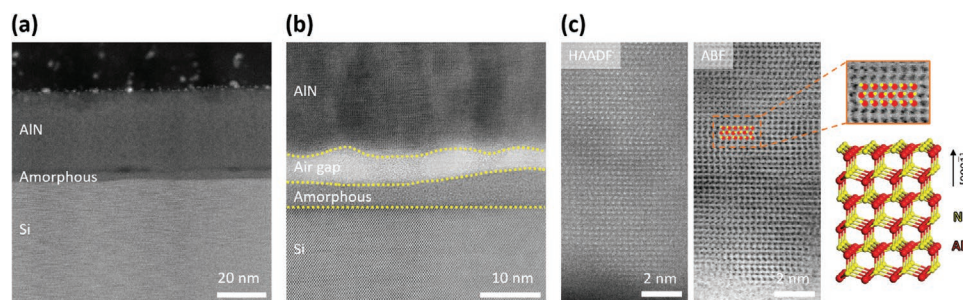 (a)
AlN
Amorphous
Si
20 nm
(b)
AlN
Air gap
Amorphous
Si
10 nm
(c)
HAADF
2 nm
ABF
2 nm
[0001̄]
N
Al